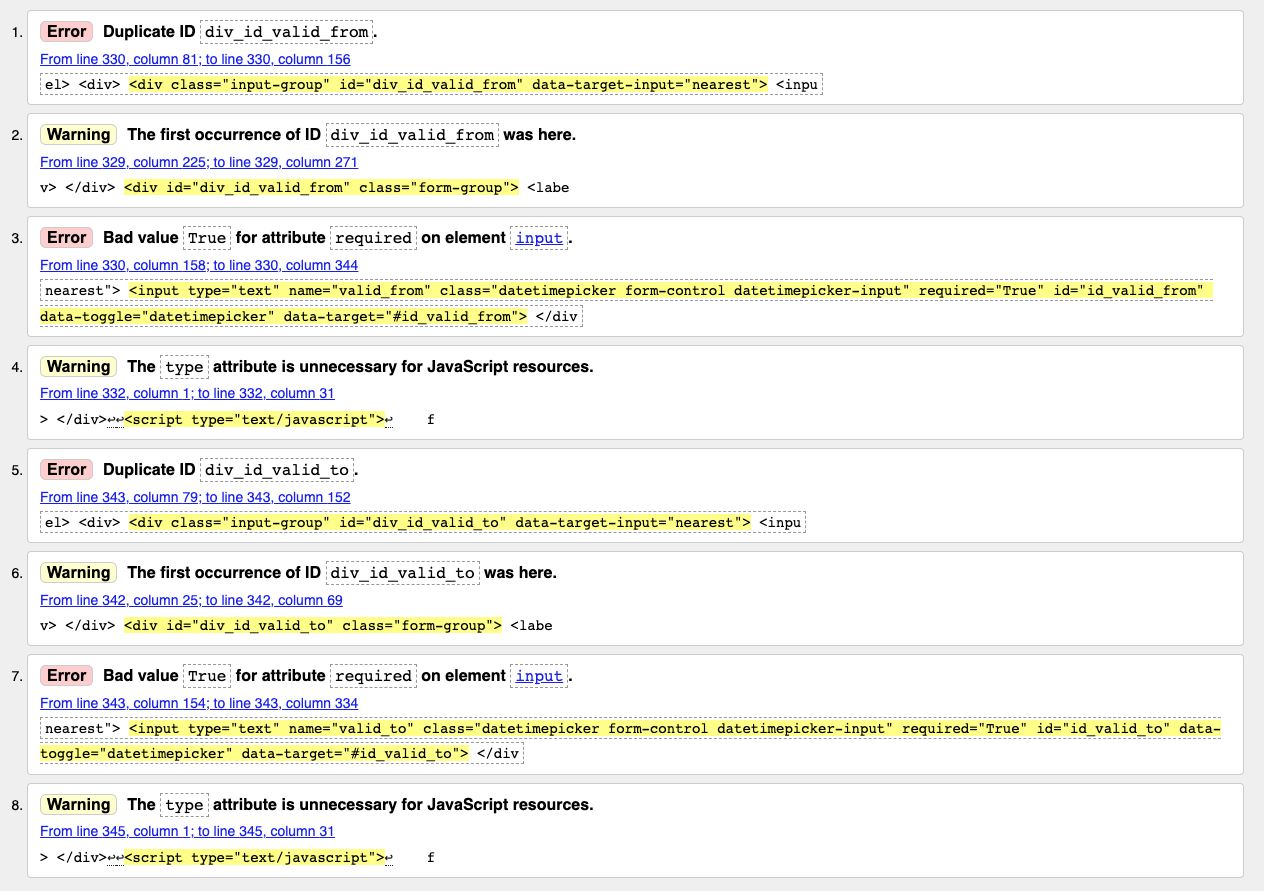 1. Error Duplicate ID div_id_valid_from.
From line 330, column 81; to line 330, column 156
el> <div> <div class="input-group" id="div_id_valid_from" data-target-input="nearest"> <inpu
2. Warning The first occurrence of ID div_id_valid_from was here.
From line 329, column 225; to line 329, column 271
v> </div> <div id="div_id_valid_from" class="form-group"> <labe
3. Error Bad value True for attribute required on element input.
From line 330, column 158; to line 330, column 344
nearest"> <input type="text" name="valid_from" class="datetimepicker form-control datetimepicker-input" required="True" id="id_valid_from"
data-toggle="datetimepicker" data-target="#id_valid_from"> </div
4. Warning The type attribute is unnecessary for JavaScript resources.
From line 332, column 1; to line 332, column 31
> </div>↩↩<script type="text/javascript">↩    f
5. Error Duplicate ID div_id_valid_to.
From line 343, column 79; to line 343, column 152
el> <div> <div class="input-group" id="div_id_valid_to" data-target-input="nearest"> <inpu
6. Warning The first occurrence of ID div_id_valid_to was here.
From line 342, column 25; to line 342, column 69
v> </div> <div id="div_id_valid_to" class="form-group"> <labe
7. Error Bad value True for attribute required on element input.
From line 343, column 154; to line 343, column 334
nearest"> <input type="text" name="valid_to" class="datetimepicker form-control datetimepicker-input" required="True" id="id_valid_to" data-
toggle="datetimepicker" data-target="#id_valid_to"> </div
8. Warning The type attribute is unnecessary for JavaScript resources.
From line 345, column 1; to line 345, column 31
> </div>↩↩<script type="text/javascript">↩    f